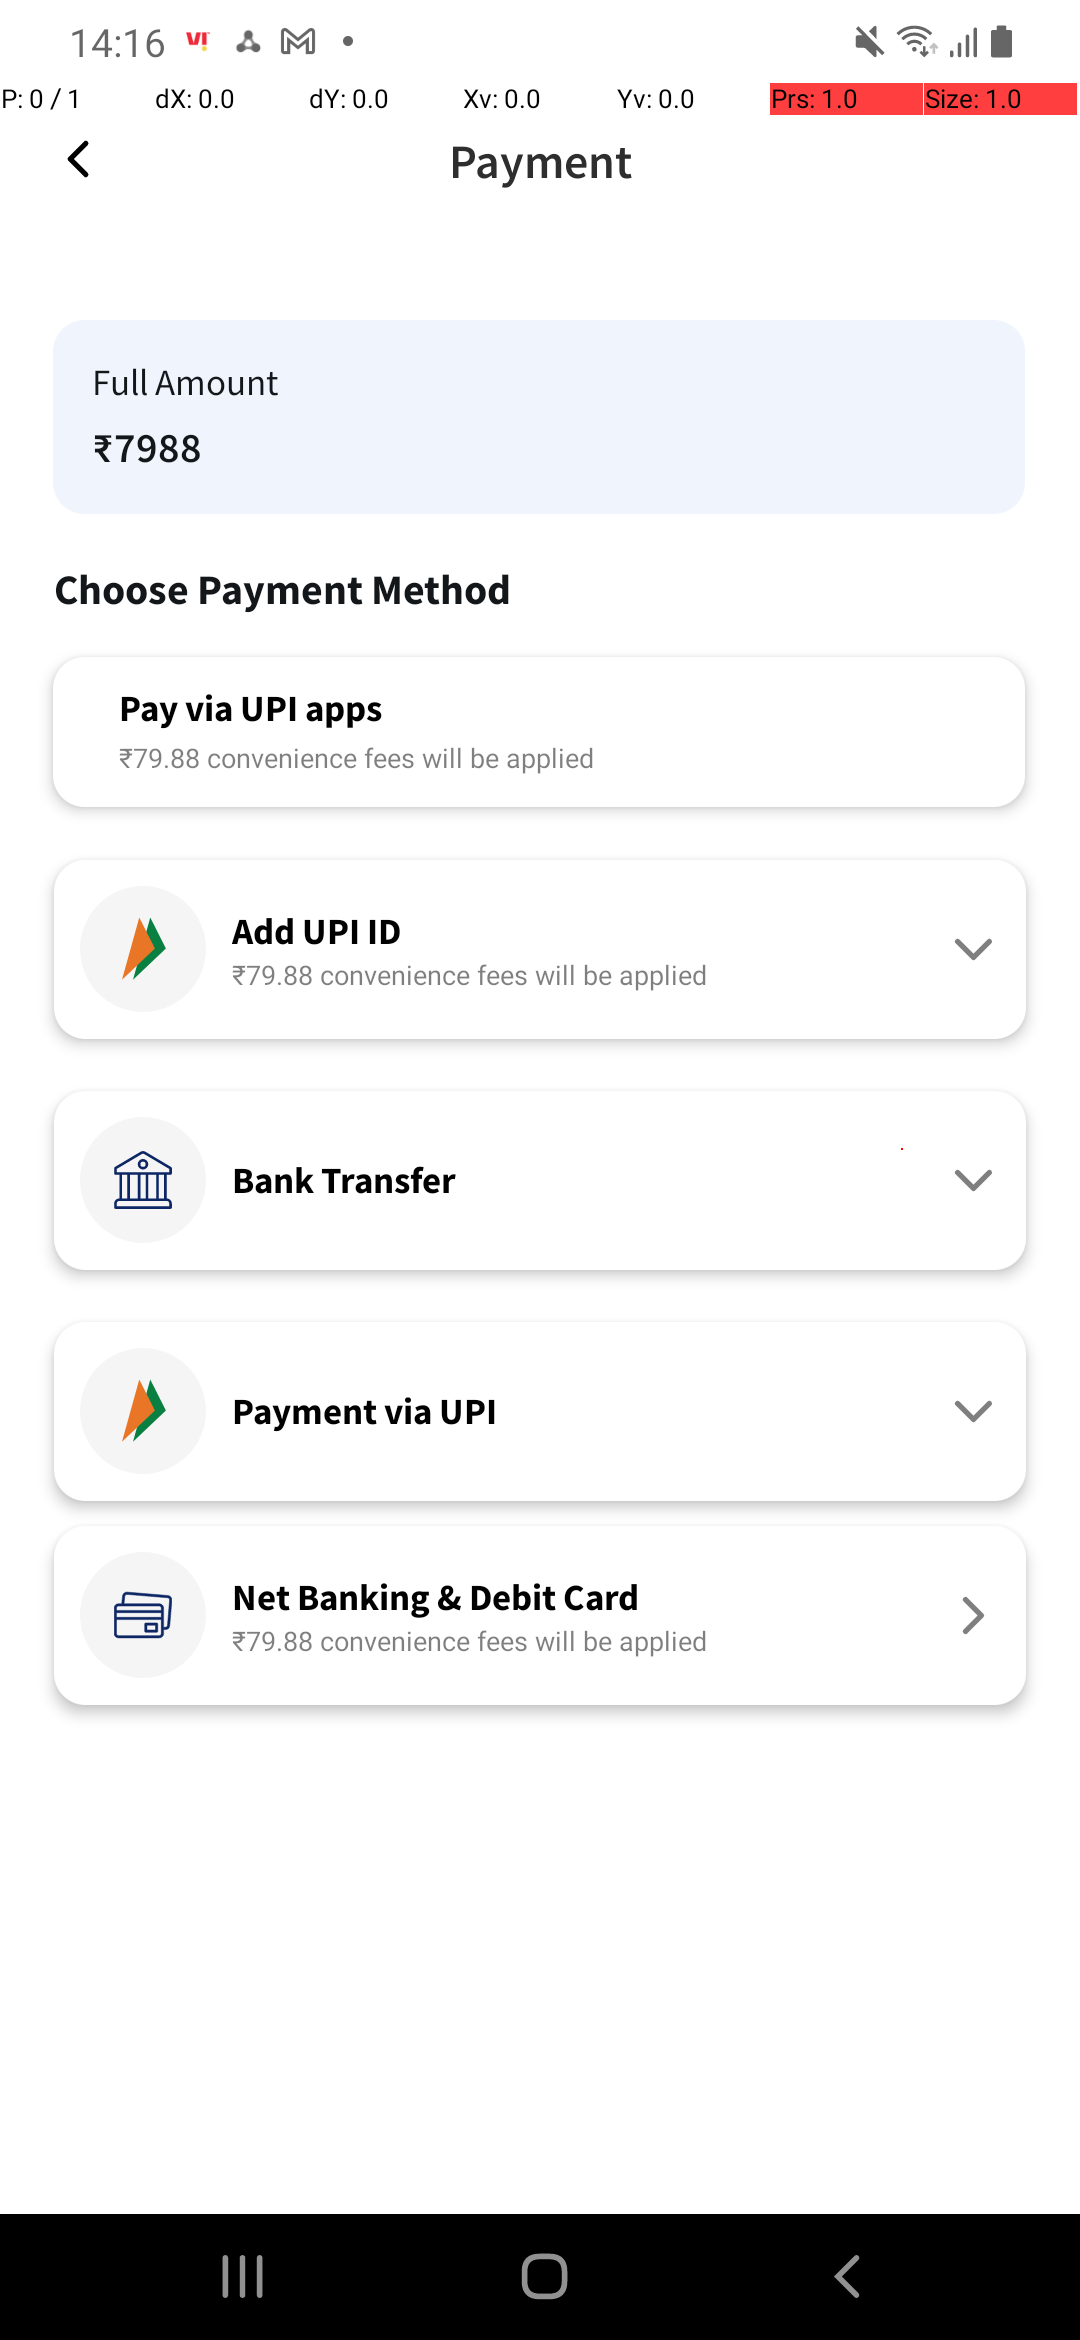 14:16 VI
P: 0 / 1 dX: 0.0 dY: 0.0 Xv: 0.0 Yv: 0.0 Prs: 1.0 Size: 1.0
Payment
Full Amount
₹7988
Choose Payment Method
Pay via UPI apps
₹79.88 convenience fees will be applied
Add UPI ID
₹79.88 convenience fees will be applied
Bank Transfer
Payment via UPI
Net Banking & Debit Card
₹79.88 convenience fees will be applied